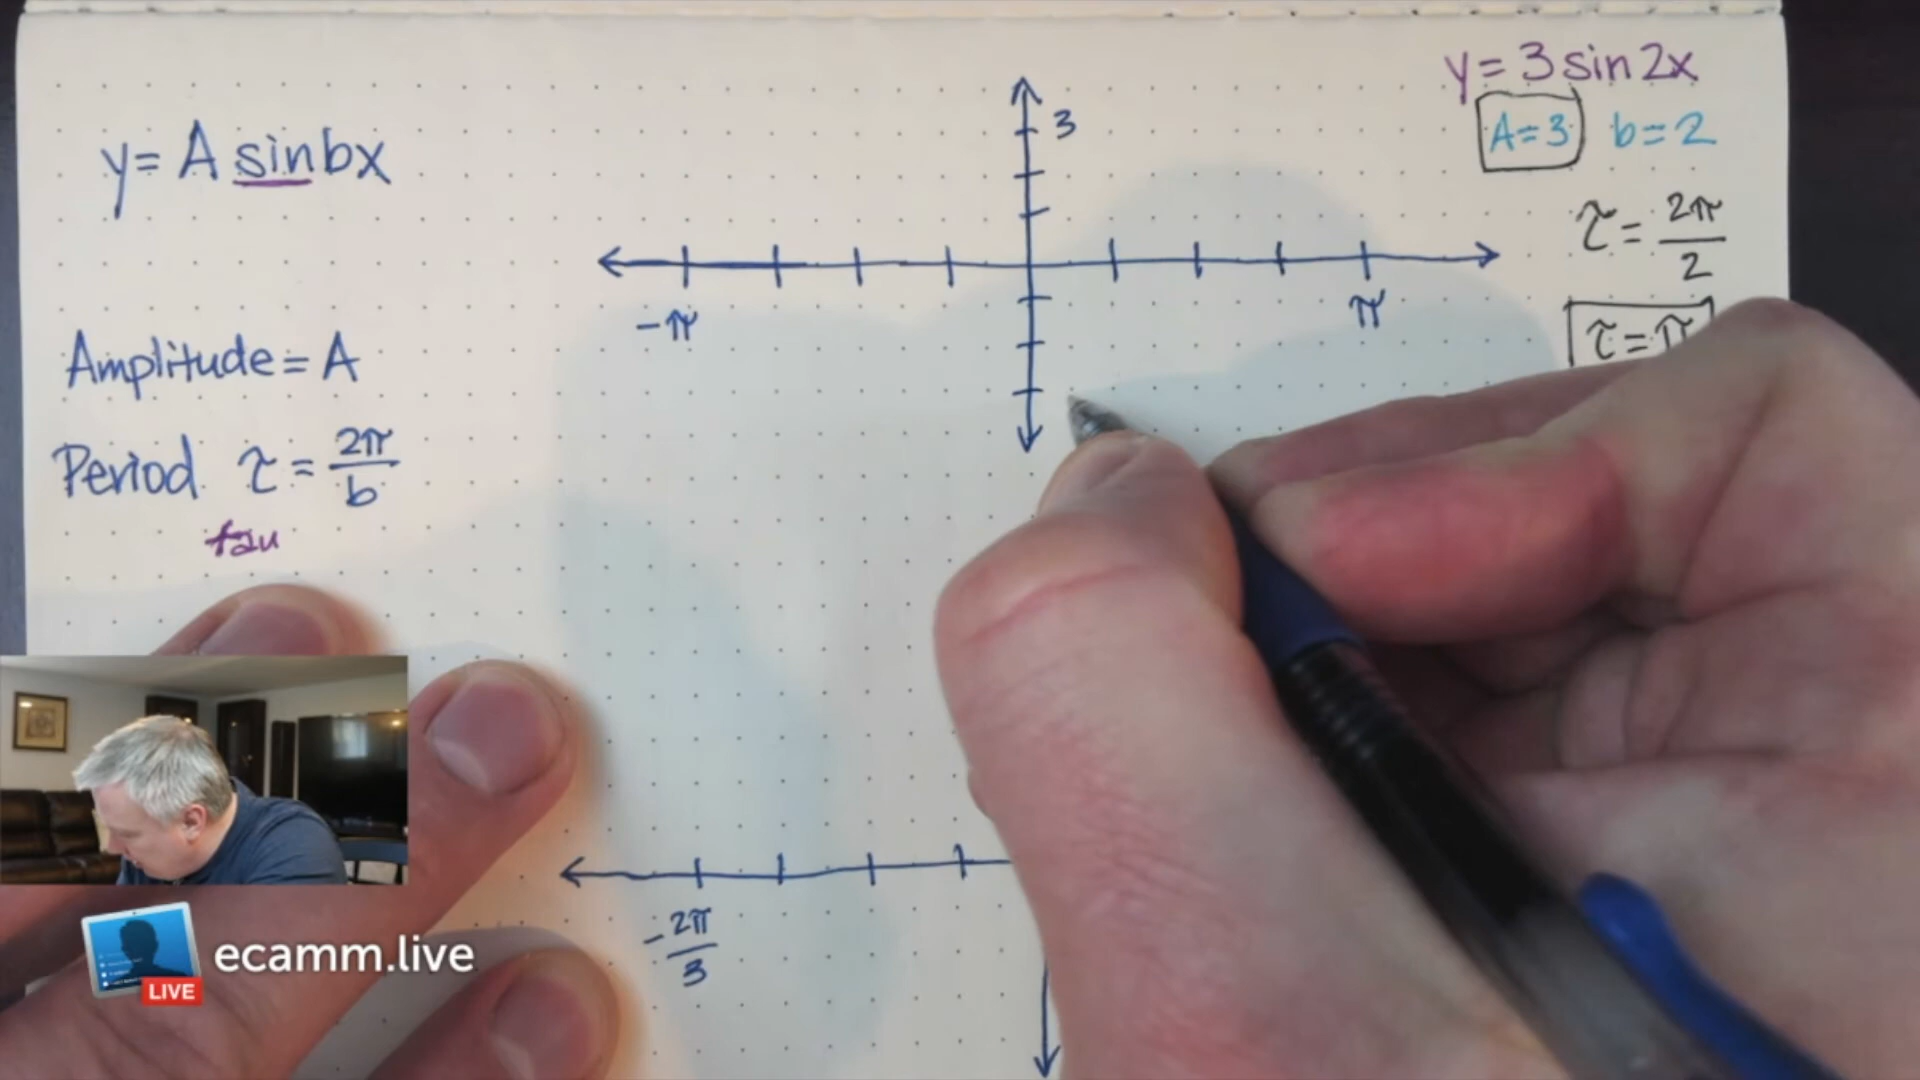 y = A sin bx
Amplitude = A
Period τ = 2π/b
tau
3
-π
π
y = 3 sin 2x
A = 3 b = 2
τ = 2π/2
τ = π
-2π/3
ecamm.live
LIVE